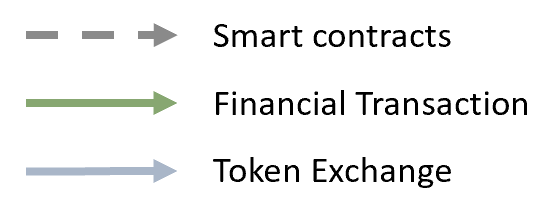 Smart contracts
Financial Transaction
Token Exchange